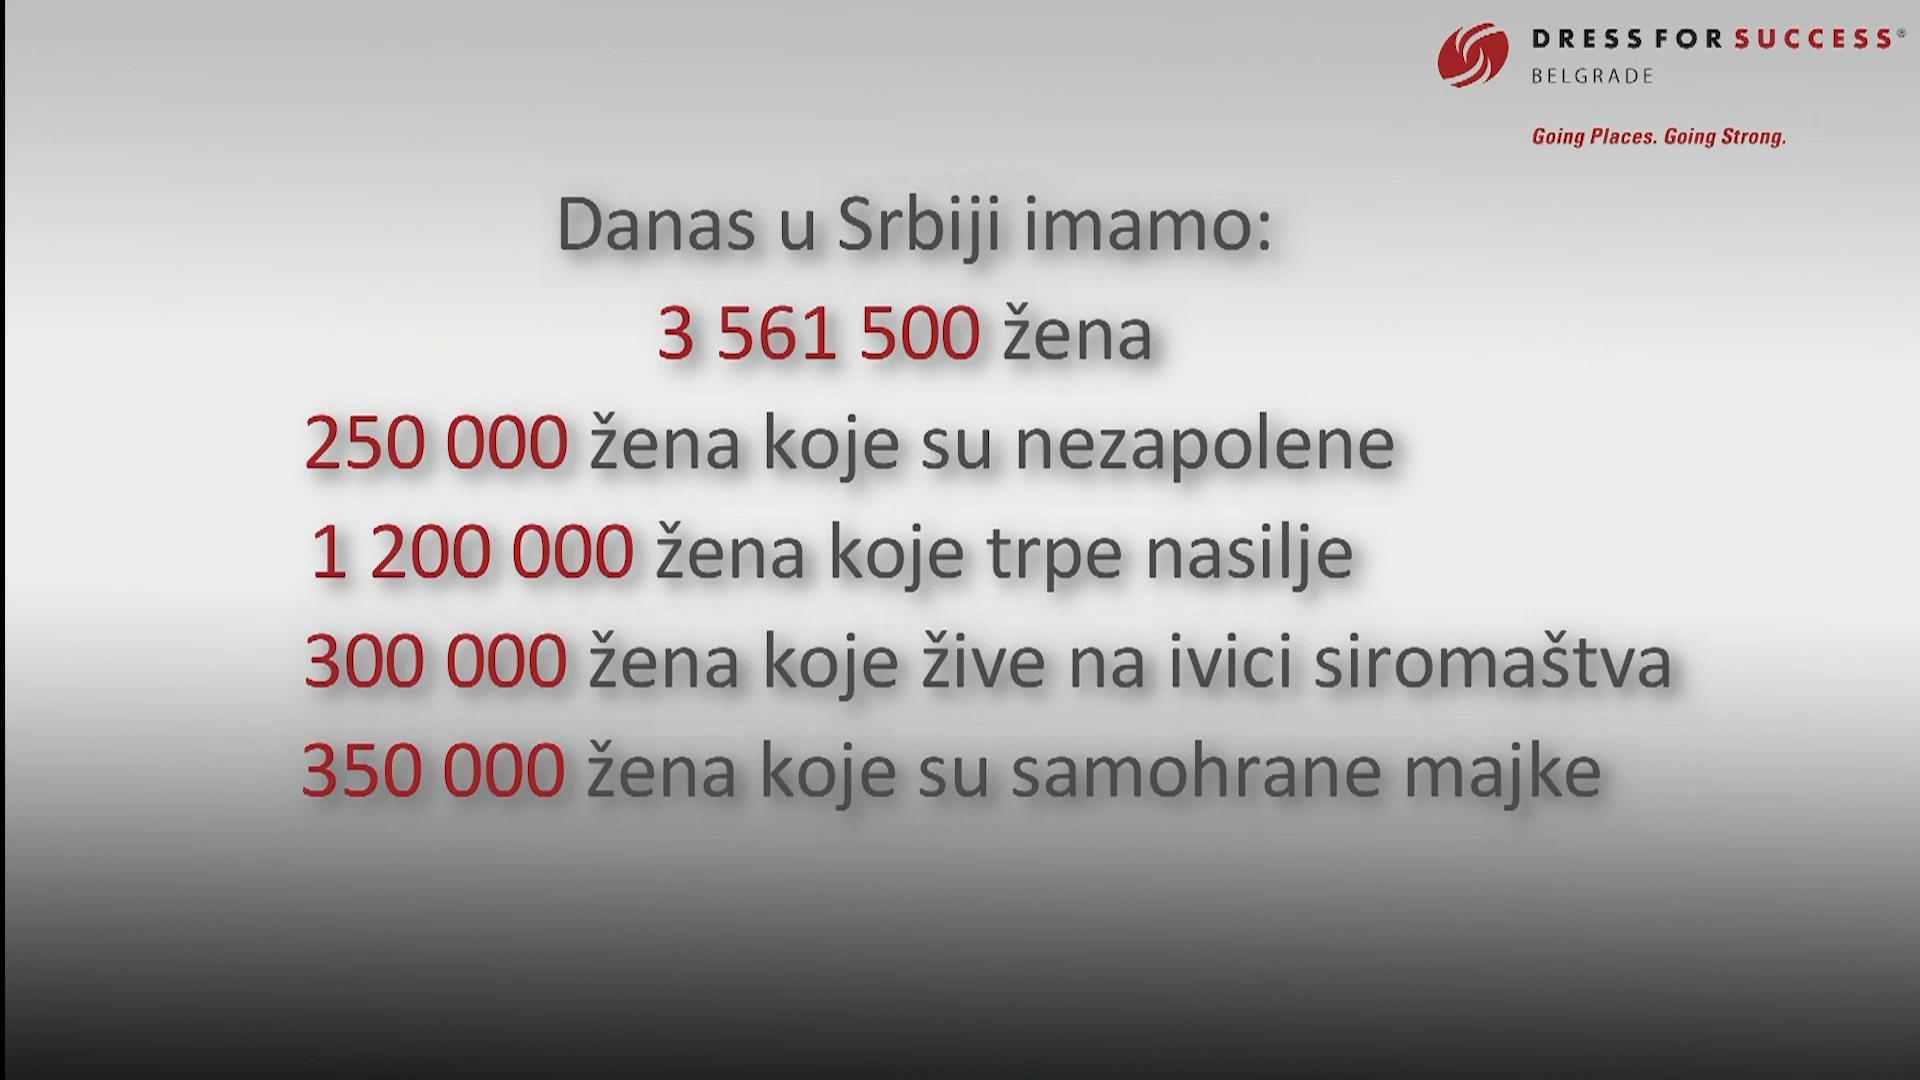 DRESS FOR SUCCESS®
BELGRADE
Going Places. Going Strong.
Danas u Srbiji imamo:
3 561 500 žena
250 000 žena koje su nezapolene
1 200 000 žena koje trpe nasilje
300 000 žena koje žive na ivici siromaštva
350 000 žena koje su samohrane majke